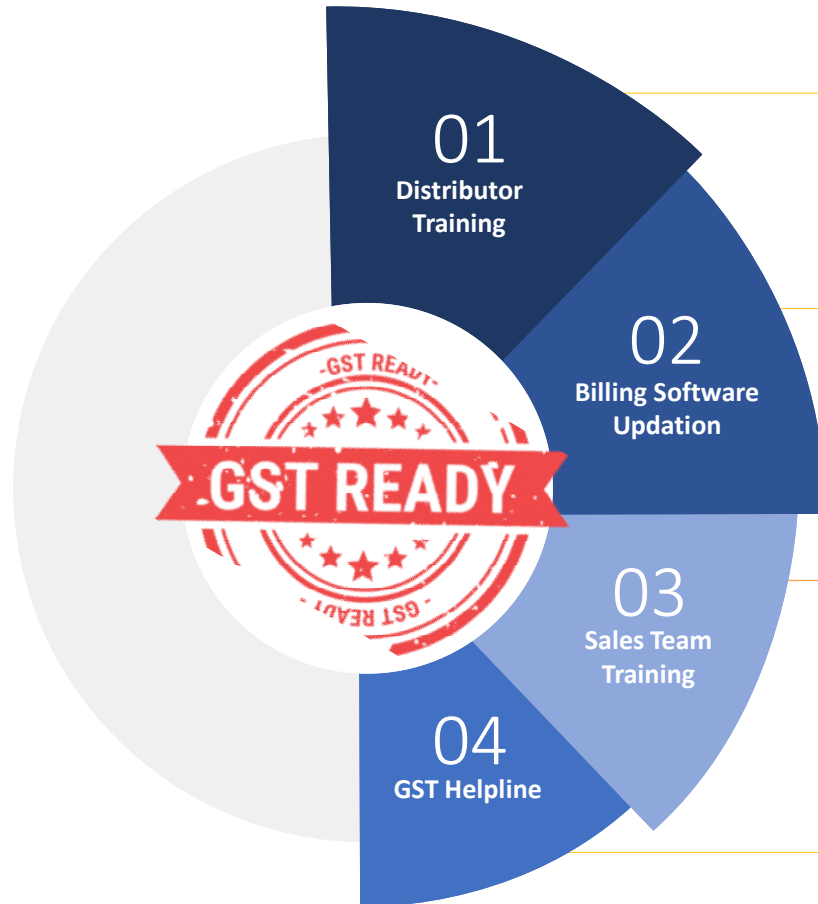 01
Distributor
Training
02
Billing Software
Updation
-GST READY-
GST READY
- GST READY -
03
Sales Team
Training
04
GST Helpline